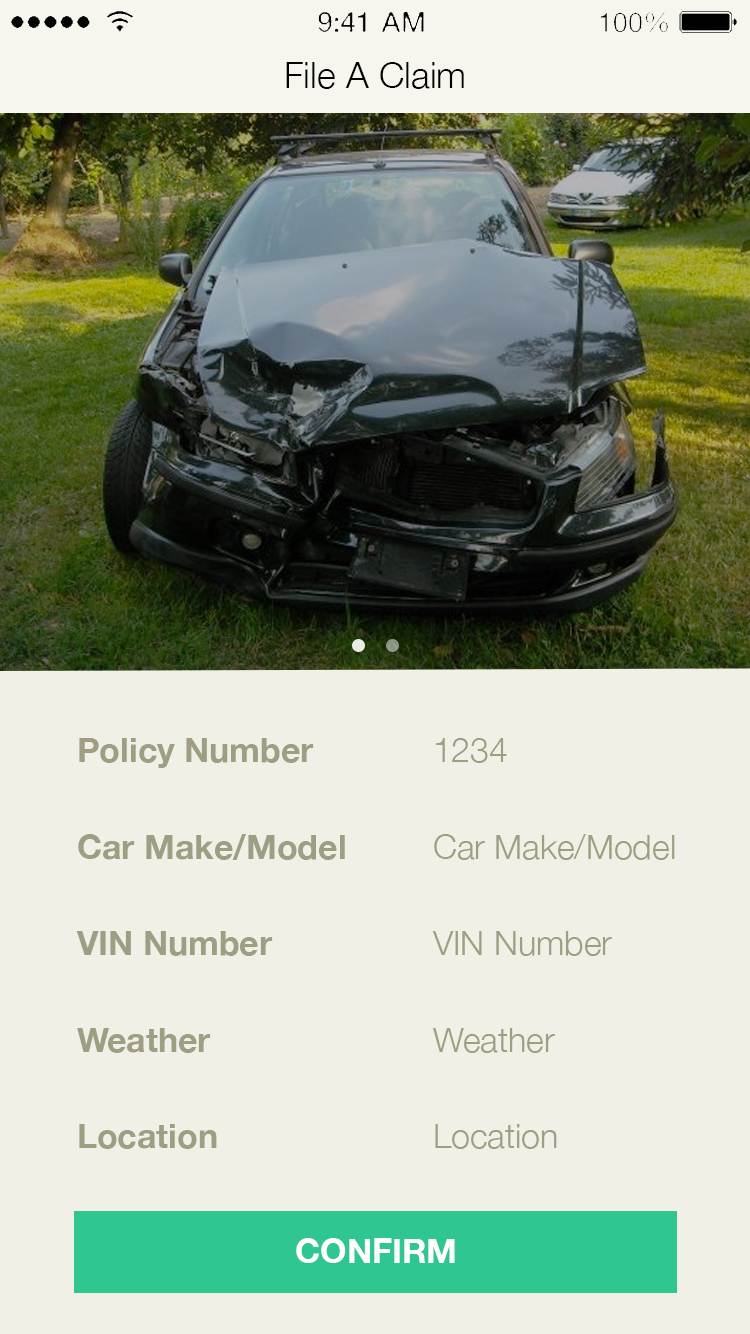 9:41 AM 100%
File A Claim
Policy Number 1234
Car Make/Model Car Make/Model
VIN Number VIN Number
Weather Weather
Location Location
CONFIRM